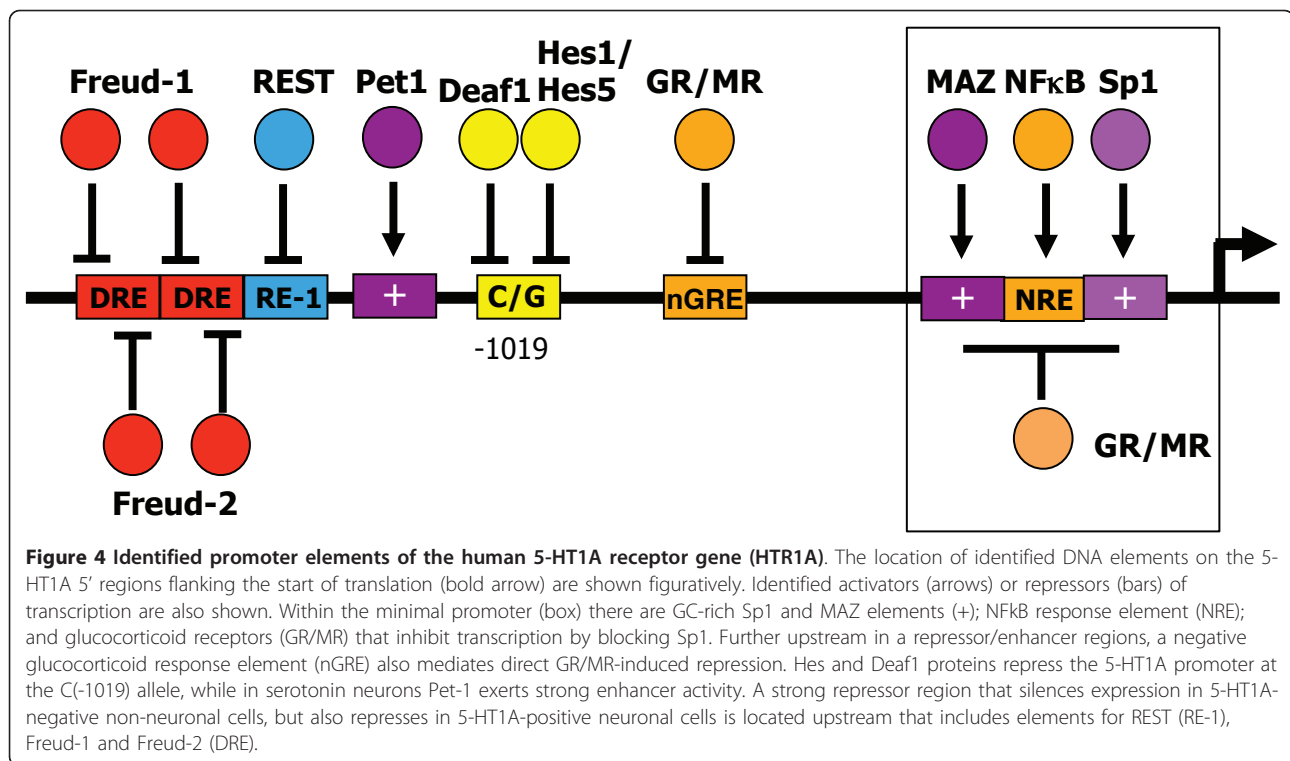 Freud-1 REST Pet1 Deaf1 Hes1/ Hes5 GR/MR MAZ NFκB Sp1
DRE DRE RE-1 + C/G nGRE + NRE +
-1019
Freud-2 GR/MR
Figure 4 Identified promoter elements of the human 5-HT1A receptor gene (HTR1A). The location of identified DNA elements on the 5-
HT1A 5’ regions flanking the start of translation (bold arrow) are shown figuratively. Identified activators (arrows) or repressors (bars) of
transcription are also shown. Within the minimal promoter (box) there are GC-rich Sp1 and MAZ elements (+); NFkB response element (NRE);
and glucocorticoid receptors (GR/MR) that inhibit transcription by blocking Sp1. Further upstream in a repressor/enhancer regions, a negative
glucocorticoid response element (nGRE) also mediates direct GR/MR-induced repression. Hes and Deaf1 proteins repress the 5-HT1A promoter at
the C(-1019) allele, while in serotonin neurons Pet-1 exerts strong enhancer activity. A strong repressor region that silences expression in 5-HT1A-
negative non-neuronal cells, but also represses in 5-HT1A-positive neuronal cells is located upstream that includes elements for REST (RE-1),
Freud-1 and Freud-2 (DRE).